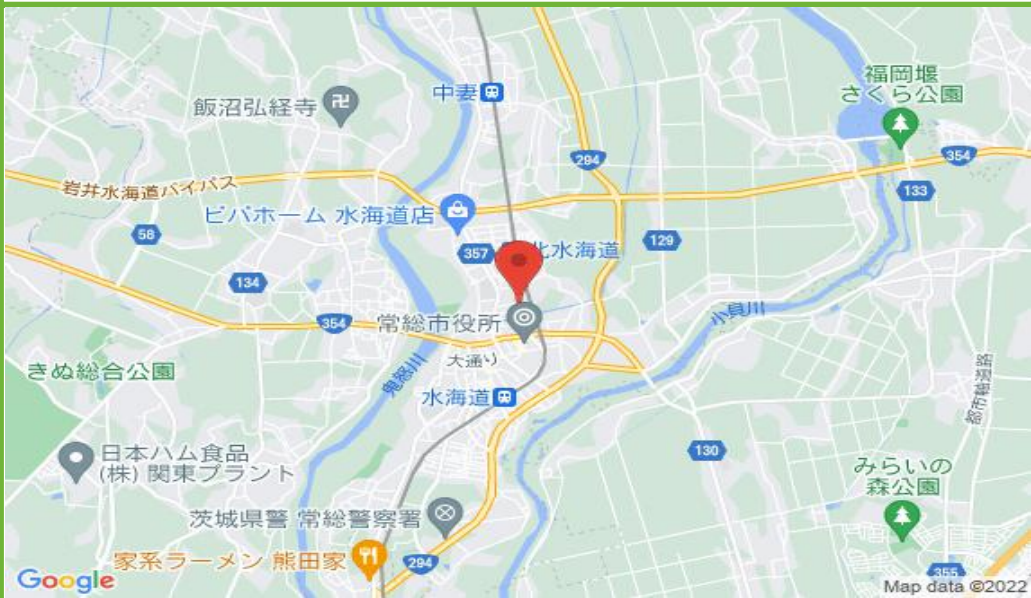 福岡堰
さくら公園
中妻
飯沼弘経寺
294
354
岩井水海道バイパス
133
ビバホーム 水海道店
58
357
北水海道
129
134
小貝川
354
常総市役所
大通り
きぬ総合公園
鬼怒川
水海道
都市軸道路
日本ハム食品
(株) 関東プラント
130
みらいの
森公園
茨城県警 常総警察署
家系ラーメン 熊田家
294
355
Google
Map data ©2022